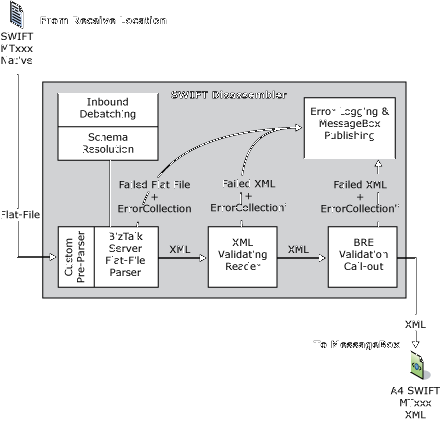 From Receive Location
SWIFT
MTxxx
Native
SWIFT Disassembler
Inbound
Debatching
Schema
Resolution
Error Logging &
MessageBox
Publishing
Failed Flat File
+
ErrorCollection
Failed XML
+
ErrorCollection'
Failed XML
+
ErrorCollection"
Flat-File
Custom
Pre-Parser
BizTalk
Server
Flat-File
Parser
XML
XML
Validating
Reader
XML
BRE
Validation
Call-out
XML
To MessageBox
A4 SWIFT
MTxxx
XML